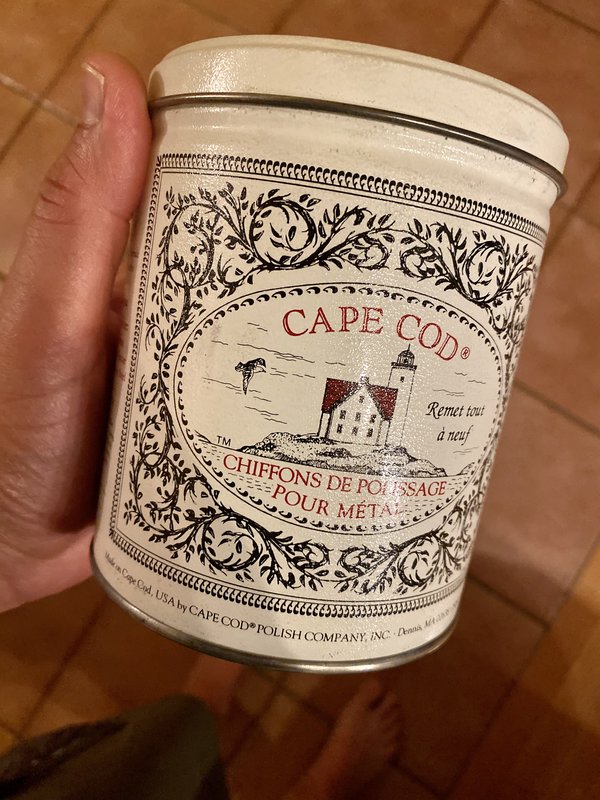 CAPE COD®
Remet tout
à neuf
TM
CHIFFONS DE POLISSAGE
POUR MÉTAL
Made on Cape Cod, USA by CAPE COD® POLISH COMPANY, INC. · Dennis, MA